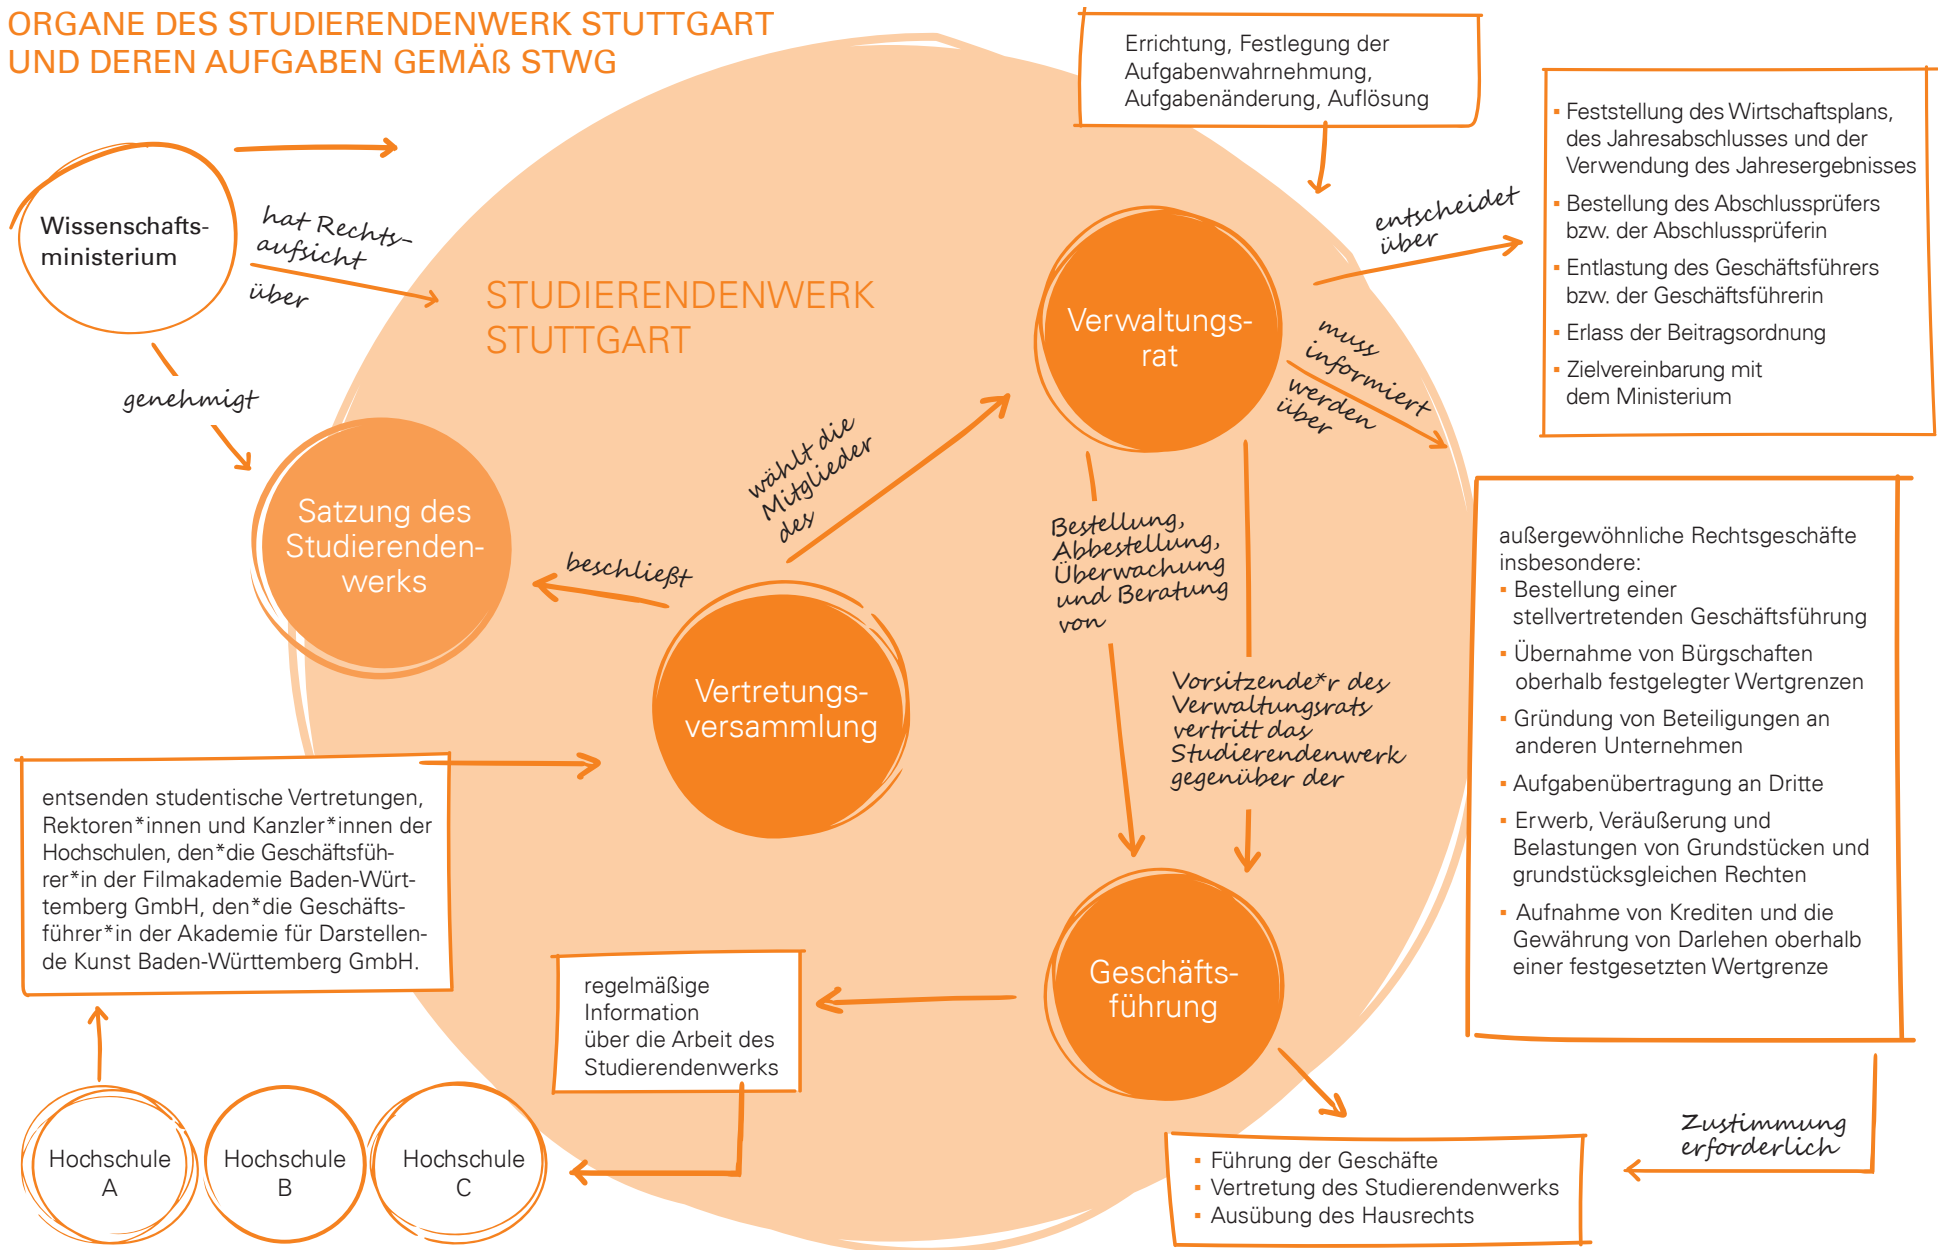 ORGANE DES STUDIERENDENWERK STUTTGART
UND DEREN AUFGABEN GEMÄß STWG
Errichtung, Festlegung der
Aufgabenwahrnehmung,
Aufgabenänderung, Auflösung
▪ Feststellung des Wirtschaftsplans,
des Jahresabschlusses und der
Verwendung des Jahresergebnisses
▪ Bestellung des Abschlussprüfers
bzw. der Abschlussprüferin
▪ Entlastung des Geschäftsführers
bzw. der Geschäftsführerin
▪ Erlass der Beitragsordnung
▪ Zielvereinbarung mit
dem Ministerium
Wissenschafts-
ministerium
hat Rechts-
aufsicht
über
genehmigt
STUDIERENDENWERK
STUTTGART
Verwaltungs-
rat
entscheidet
über
muss
informiert
werden
über
Satzung des
Studierenden-
werks
beschließt
wählt die
Mitglieder
des
Vertretungs-
versammlung
Bestellung,
Abbestellung,
Überwachung
und Beratung
von
Vorsitzende*r des
Verwaltungsrats
vertritt das
Studierendenwerk
gegenüber der
außergewöhnliche Rechtsgeschäfte
insbesondere:
▪ Bestellung einer
stellvertretenden Geschäftsführung
▪ Übernahme von Bürgschaften
oberhalb festgelegter Wertgrenzen
▪ Gründung von Beteiligungen an
anderen Unternehmen
▪ Aufgabenübertragung an Dritte
▪ Erwerb, Veräußerung und
Belastungen von Grundstücken und
grundstücksgleichen Rechten
▪ Aufnahme von Krediten und die
Gewährung von Darlehen oberhalb
einer festgesetzten Wertgrenze
entsenden studentische Vertretungen,
Rektoren*innen und Kanzler*innen der
Hochschulen, den*die Geschäftsfüh-
rer*in der Filmakademie Baden-Würt-
temberg GmbH, den*die Geschäfts-
führer*in der Akademie für Darstellen-
de Kunst Baden-Württemberg GmbH.
regelmäßige
Information
über die Arbeit des
Studierendenwerks
Geschäfts-
führung
Hochschule
A
Hochschule
B
Hochschule
C
▪ Führung der Geschäfte
▪ Vertretung des Studierendenwerks
▪ Ausübung des Hausrechts
Zustimmung
erforderlich